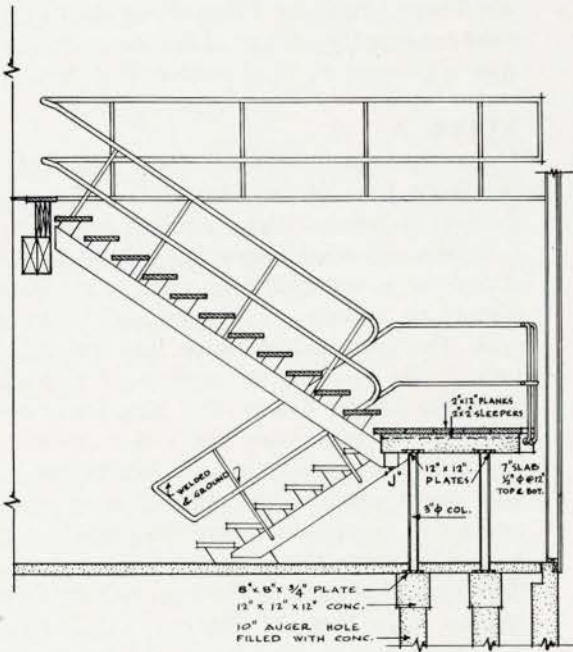 2"x12" PLANKS
2"x2" SLEEPERS
WELDED
& GROUND
"J"
12" x 12"
PLATES
7" SLAB
½" ϕ @ 12"
TOP & BOT.
3" ϕ COL.
8" x 8" x 3/4" PLATE
12" x 12" x 12" CONC.
10" AUGER HOLE
FILLED WITH CONC.